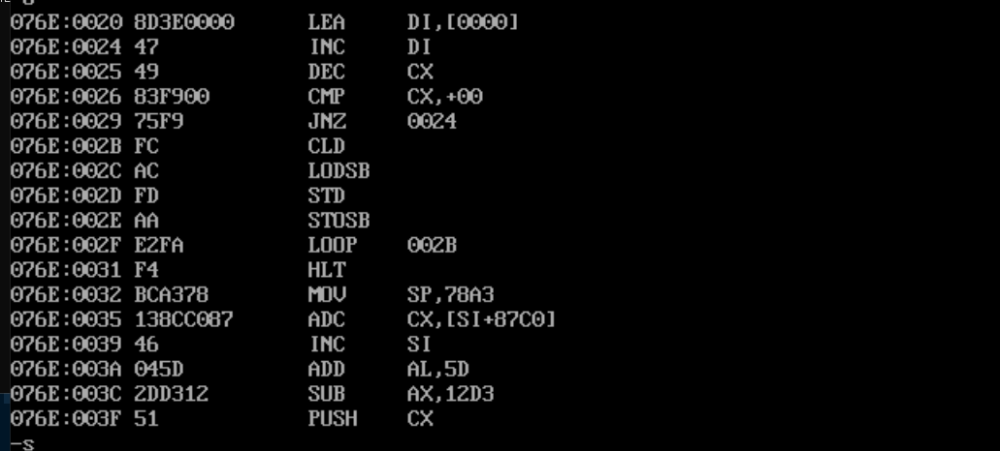 076E:0020 8D3E0000 LEA DI,[0000]
076E:0024 47 INC DI
076E:0025 49 DEC CX
076E:0026 83F900 CMP CX,+00
076E:0029 75F9 JNZ 0024
076E:002B FC CLD
076E:002C AC LODSB
076E:002D FD STD
076E:002E AA STOSB
076E:002F E2FA LOOP 002B
076E:0031 F4 HLT
076E:0032 BCA378 MOV SP,78A3
076E:0035 138CC087 ADC CX,[SI+87C0]
076E:0039 46 INC SI
076E:003A 045D ADD AL,5D
076E:003C 2DD312 SUB AX,12D3
076E:003F 51 PUSH CX
-s